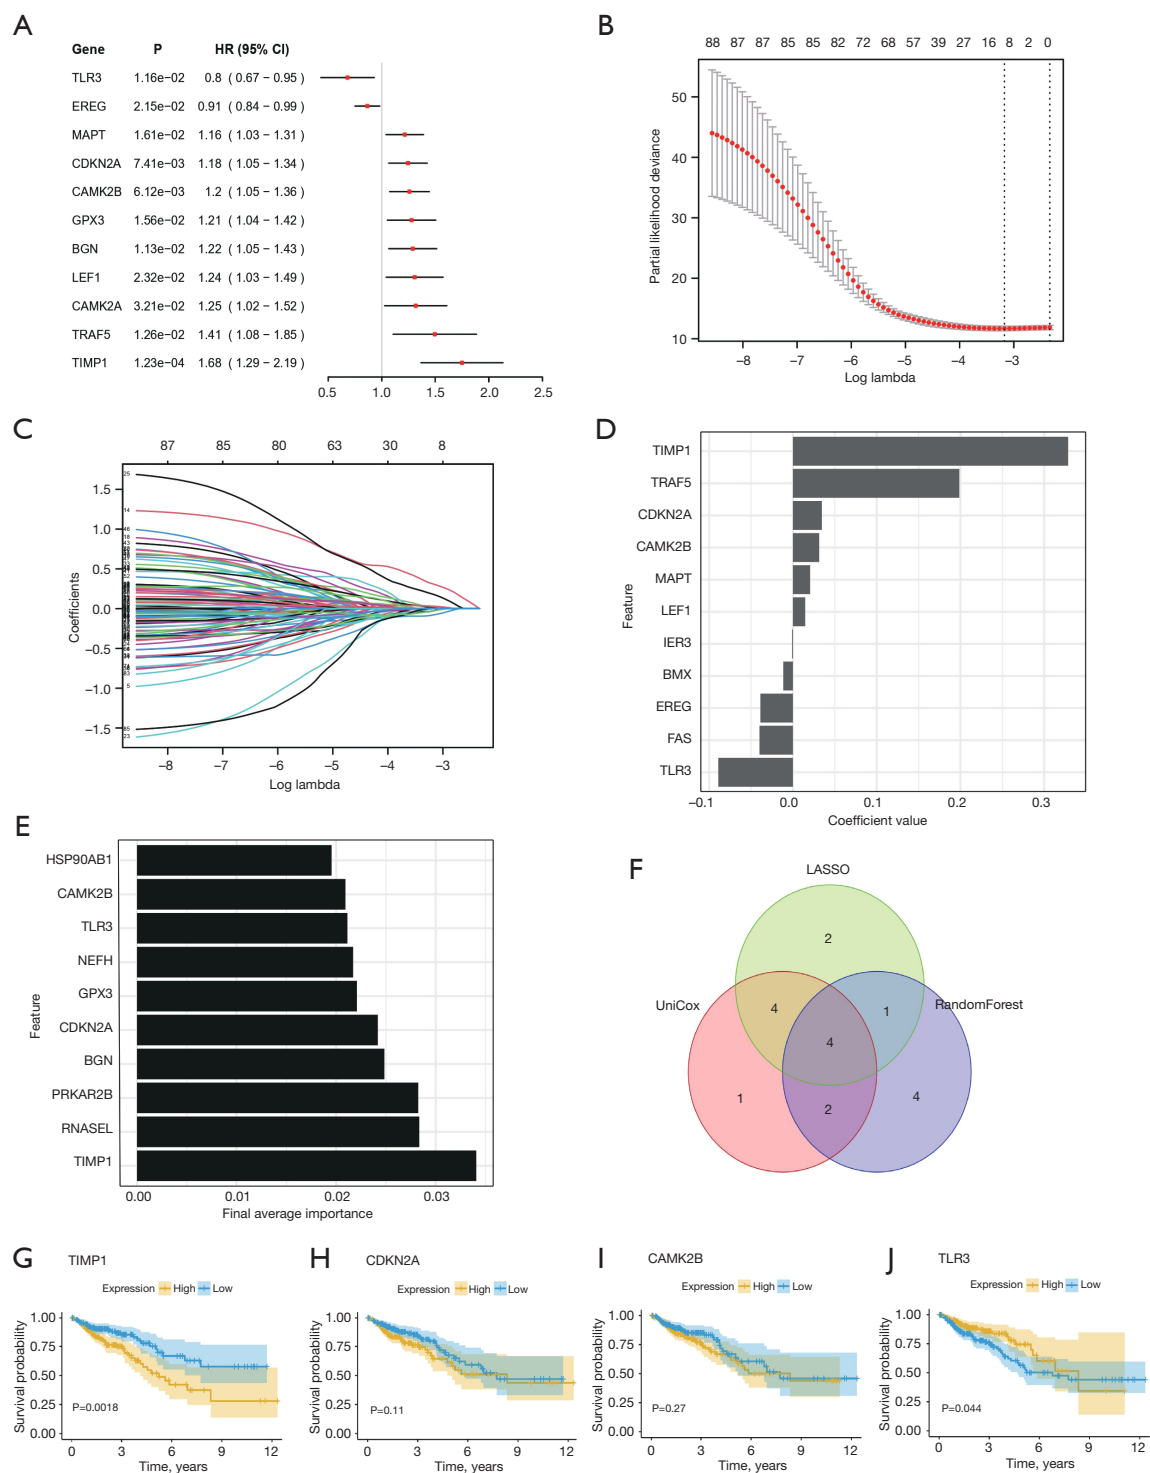 A
Gene P HR (95% CI)
TLR3 1.16e−02 0.8 ( 0.67 − 0.95 )
EREG 2.15e−02 0.91 ( 0.84 − 0.99 )
MAPT 1.61e−02 1.16 ( 1.03 − 1.31 )
CDKN2A 7.41e−03 1.18 ( 1.05 − 1.34 )
CAMK2B 6.12e−03 1.2 ( 1.05 − 1.36 )
GPX3 1.56e−02 1.21 ( 1.04 − 1.42 )
BGN 1.13e−02 1.22 ( 1.05 − 1.43 )
LEF1 2.32e−02 1.24 ( 1.03 − 1.49 )
CAMK2A 3.21e−02 1.25 ( 1.02 − 1.52 )
TRAF5 1.26e−02 1.41 ( 1.08 − 1.85 )
TIMP1 1.23e−04 1.68 ( 1.29 − 2.19 )
0.5 1.0 1.5 2.0 2.5
B
88 87 87 85 85 82 72 68 57 39 27 16 8 2 0
Partial likelihood deviance
50
40
30
20
10
−8 −7 −6 −5 −4 −3
Log lambda
C
87 85 80 63 30 8
Coefficients
1.5
1.0
0.5
0.0
−0.5
−1.0
−1.5
−8 −7 −6 −5 −4 −3
Log lambda
D
Feature
TIMP1
TRAF5
CDKN2A
CAMK2B
MAPT
LEF1
IER3
BMX
EREG
FAS
TLR3
−0.1 0.0 0.1 0.2 0.3
Coefficient value
E
Feature
HSP90AB1
CAMK2B
TLR3
NEFH
GPX3
CDKN2A
BGN
PRKAR2B
RNASEL
TIMP1
0.00 0.01 0.02 0.03
Final average importance
F
LASSO
2
UniCox
4
1
RandomForest
4
1
2
4
G
TIMP1
Expression High Low
Survival probability
1.00
0.75
0.50
0.25
0.00
P=0.0018
0 3 6 9 12
Time, years
H
CDKN2A
Expression High Low
Survival probability
1.00
0.75
0.50
0.25
0.00
P=0.11
0 3 6 9 12
Time, years
I
CAMK2B
Expression High Low
Survival probability
1.00
0.75
0.50
0.25
0.00
P=0.27
0 3 6 9 12
Time, years
J
TLR3
Expression High Low
Survival probability
1.00
0.75
0.50
0.25
0.00
P=0.044
0 3 6 9 12
Time, years